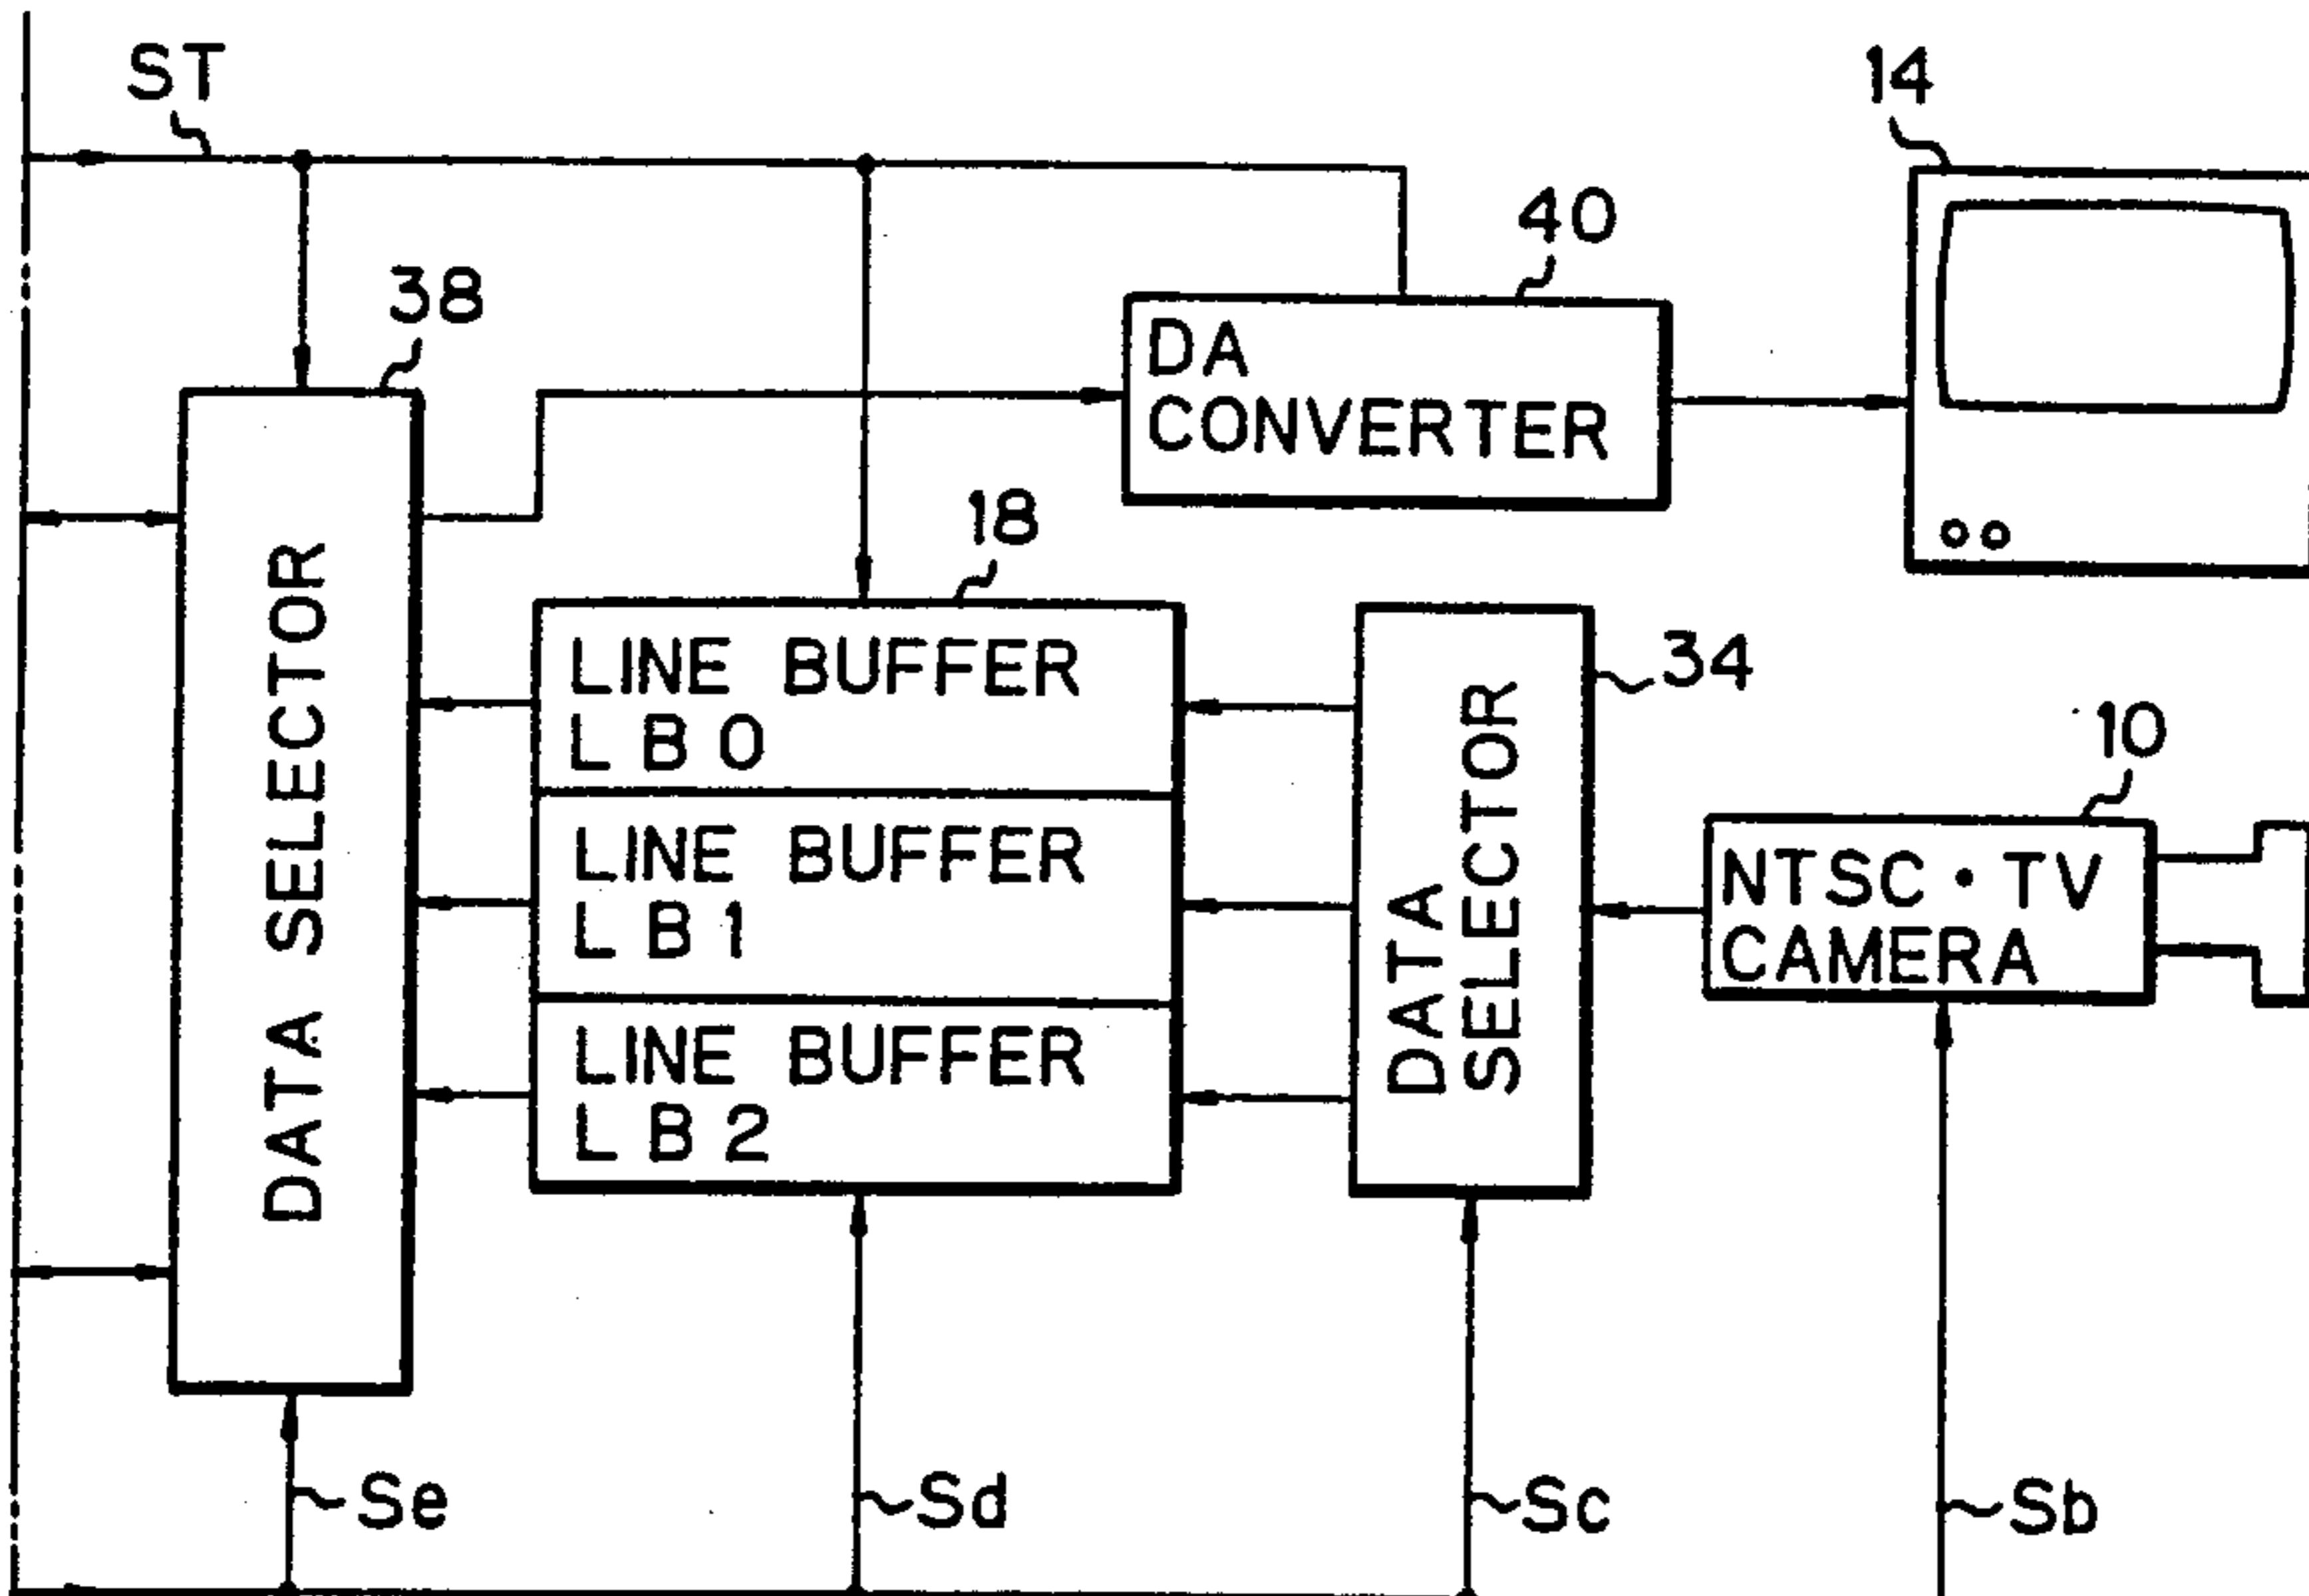 ST
14
40
38
DA
CONVERTER
18
DATA SELECTOR
LINE BUFFER
LB0
34
LINE BUFFER
LB1
LINE BUFFER
LB2
DATA
SELECTOR
10
NTSC・TV
CAMERA
Se
Sd
Sc
Sb